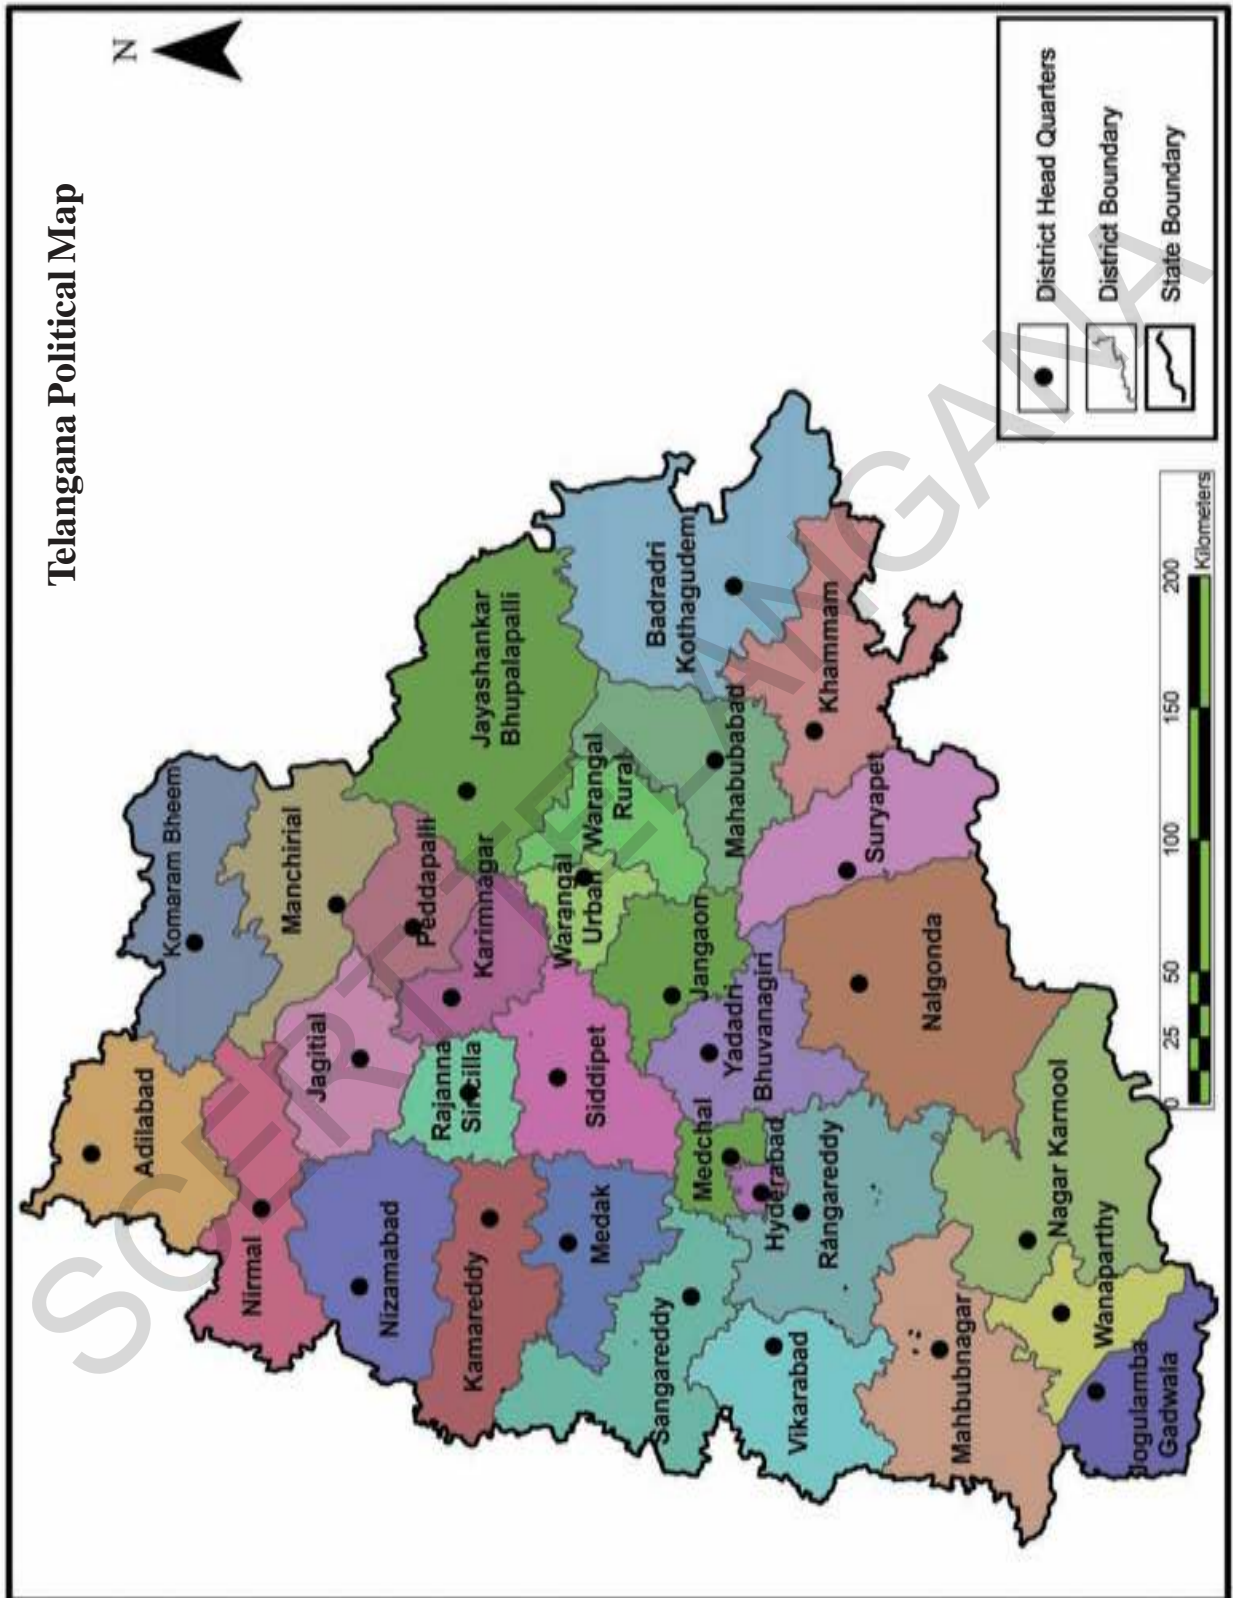 Telangana Political Map
N
Adilabad
Komaram Bheem
Nirmal
Manchirial
Jagitial
Nizamabad
Peddapalli
Karimnagar
Jayashankar
Bhupalapalli
Rajanna
Sircilla
Kamareddy
Warangal
Urban
Warangal
Rural
Siddipet
Medak
Badradri
Kothagudem
Mahabubabad
Jangaon
Sangareddy
Medchal
Yadadri
Bhuvanagiri
Hyderabad
Khammam
Suryapet
Rangareddy
Vikarabad
Nalgonda
Mahbubnagar
Nagar Karnool
Wanaparthy
Jogulamba
Gadwala
0 25 50 100 150 200
Kilometers
District Head Quarters
District Boundary
State Boundary
SCERT TELANGANA